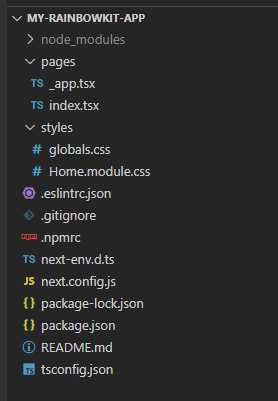 MY-RAINBOWKIT-APP
node_modules
pages
TS _app.tsx
TS index.tsx
styles
# globals.css
# Home.module.css
.eslintrc.json
.gitignore
npm .npmrc
TS next-env.d.ts
JS next.config.js
{} package-lock.json
{} package.json
README.md
TS tsconfig.json